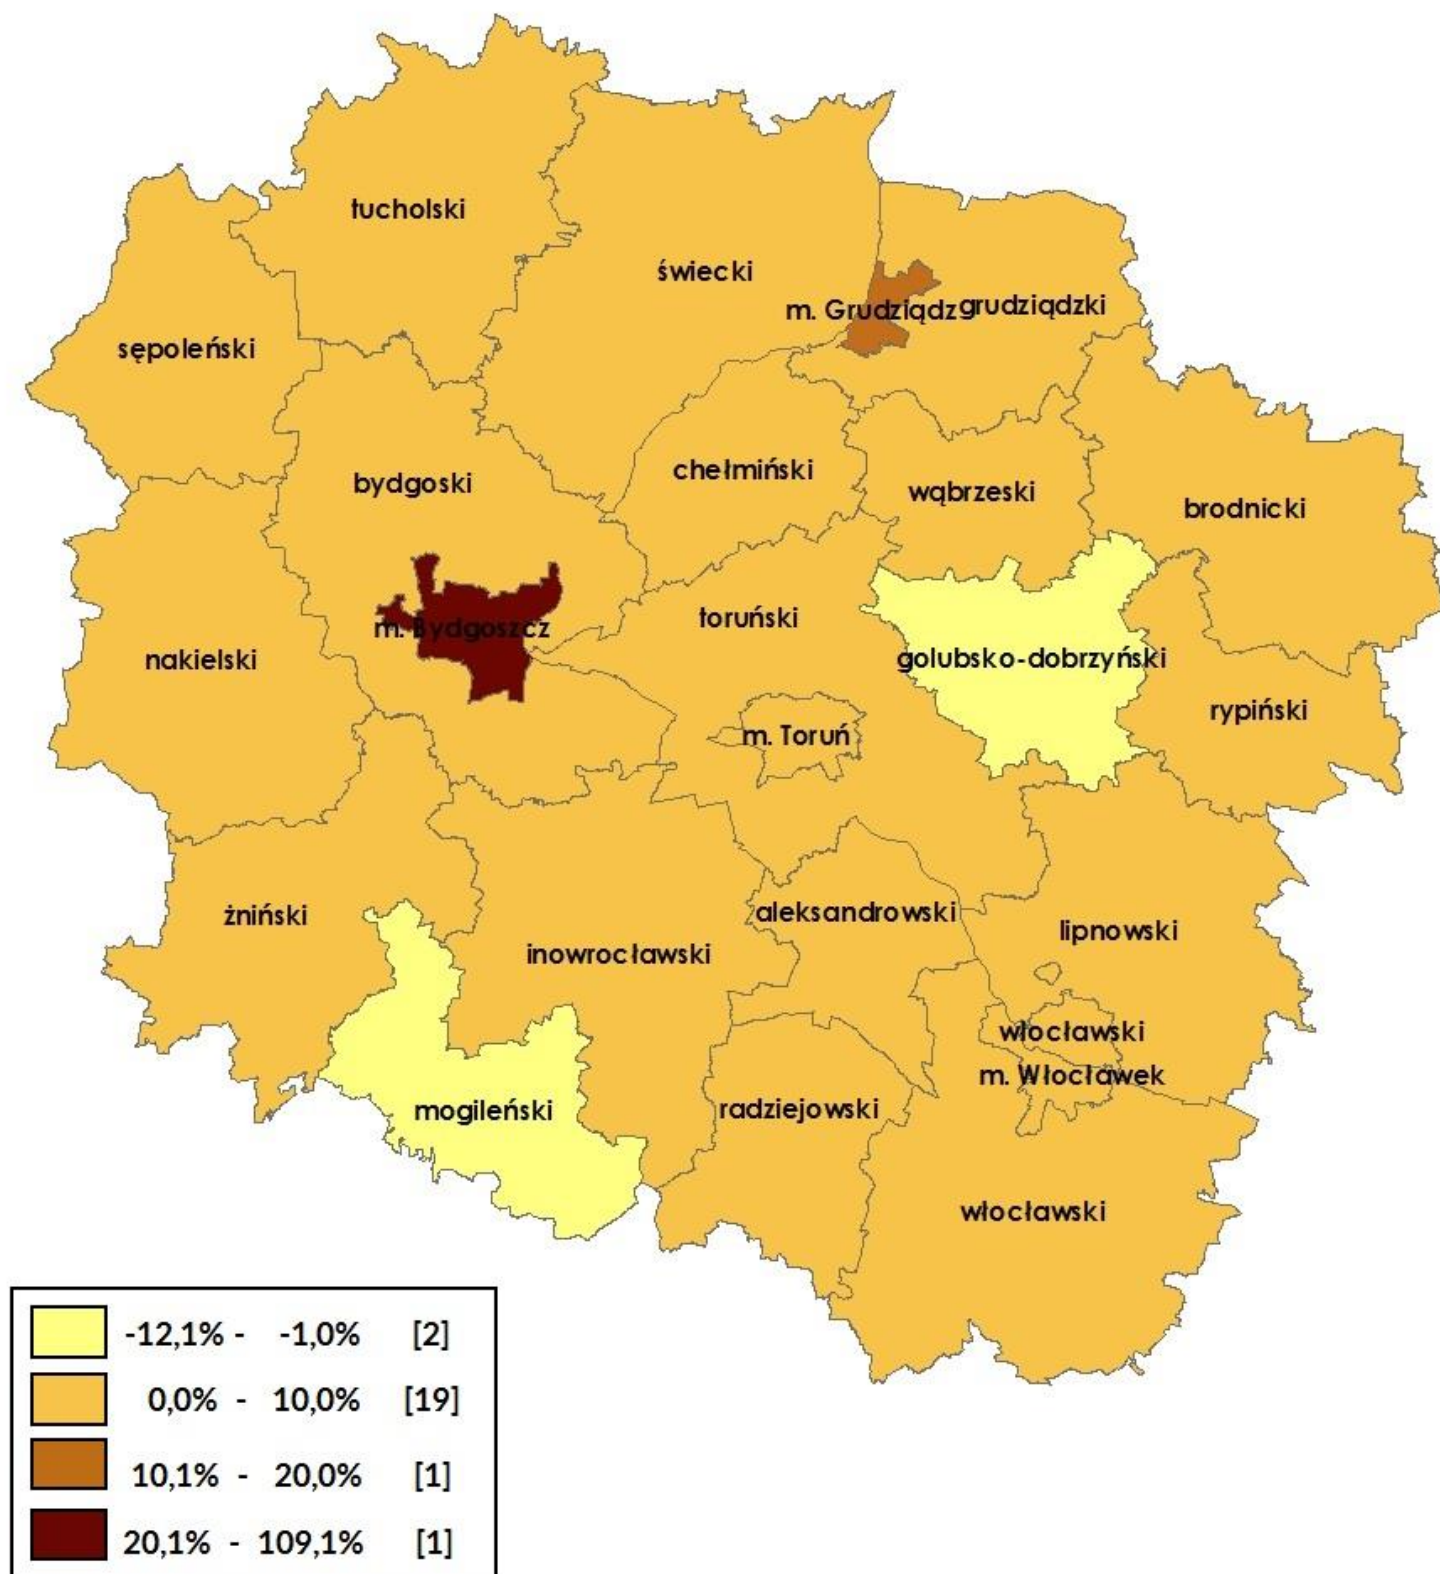 tucholski
świecki
m. Grudziądz
grudziądzki
sępoleński
chełmiński
bydgoski
wąbrzeski
brodnicki
m. Bydgoszcz
toruński
nakielski
golubsko-dobrzyński
rypiński
m. Toruń
żniński
aleksandrowski
lipnowski
inowrocławski
włocławski
m. Włocławek
mogileński
radziejowski
włocławski
-12,1% - -1,0% [2]
0,0% - 10,0% [19]
10,1% - 20,0% [1]
20,1% - 109,1% [1]